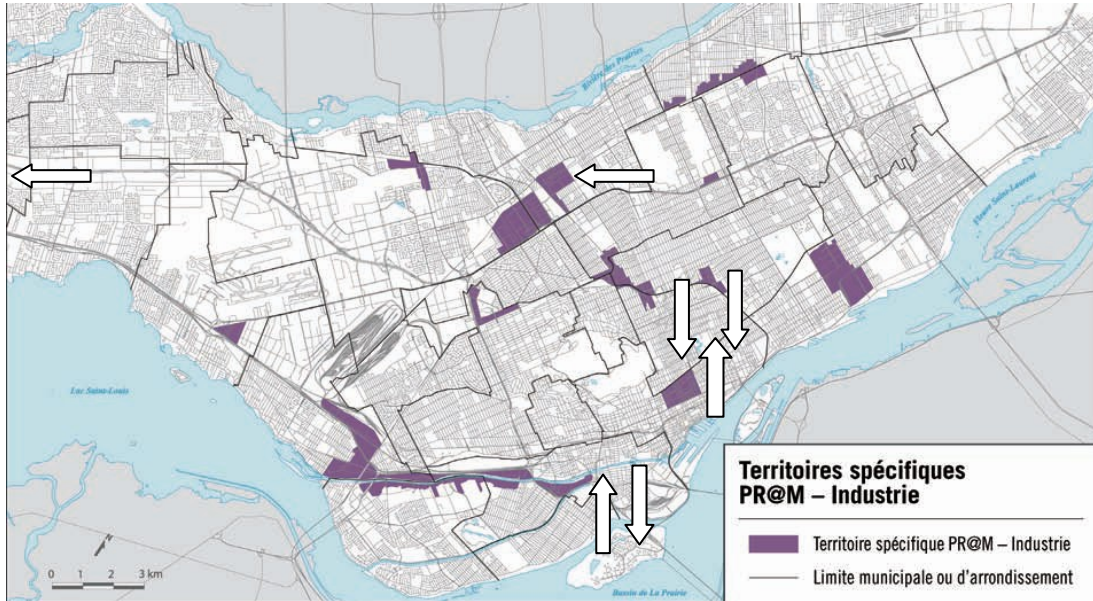 Rivière des Prairies
Fleuve Saint-Laurent
Lac Saint-Louis
Bassin de La Prairie
N
0 1 2 3 km
Territoires spécifiques
PR@M – Industrie
Territoire spécifique PR@M – Industrie
Limite municipale ou d'arrondissement